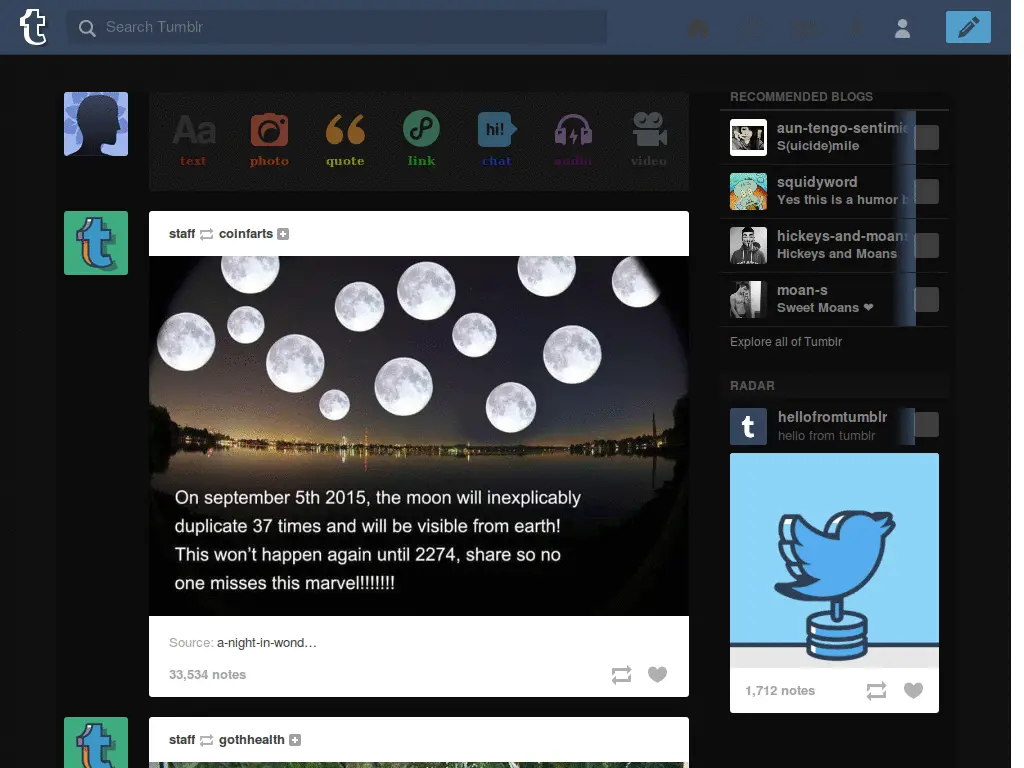 t
Search Tumblr
Aa
hi!
text
photo
quote
link
chat
audio
video
staff coinfarts
On september 5th 2015, the moon will inexplicably
duplicate 37 times and will be visible from earth!
This won't happen again until 2274, share so no
one misses this marvel!!!!!!!
Source: a-night-in-wond…
33,534 notes
staff gothhealth
RECOMMENDED BLOGS
aun-tengo-sentimie
S(uicide)mile
squidyword
Yes this is a humor b
hickeys-and-moans
Hickeys and Moans
moan-s
Sweet Moans ❤
Explore all of Tumblr
RADAR
t
hellofromtumblr
hello from tumblr
1,712 notes